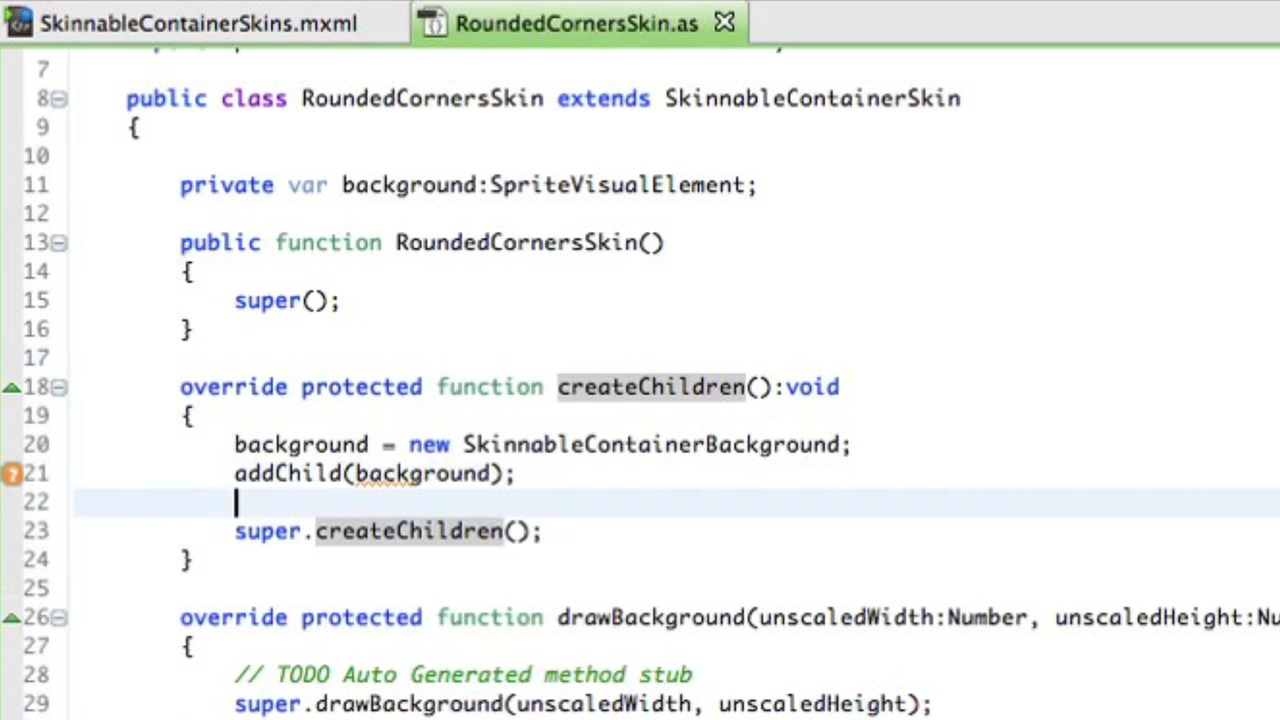 SkinnableContainerSkins.mxml RoundedCornersSkin.as
7
8 public class RoundedCornersSkin extends SkinnableContainerSkin
9 {
10
11 private var background:SpriteVisualElement;
12
13 public function RoundedCornersSkin()
14 {
15 super();
16 }
17
18 override protected function createChildren():void
19 {
20 background = new SkinnableContainerBackground;
21 addChild(background);
22
23 super.createChildren();
24 }
25
26 override protected function drawBackground(unscaledWidth:Number, unscaledHeight:Nu
27 {
28 // TODO Auto Generated method stub
29 super.drawBackground(unscaledWidth, unscaledHeight);